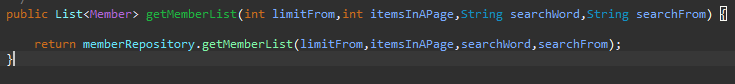 public List<Member> getMemberList(int limitFrom,int itemsInAPage,String searchWord,String searchFrom) {
return memberRepository.getMemberList(limitFrom,itemsInAPage,searchWord,searchFrom);
}